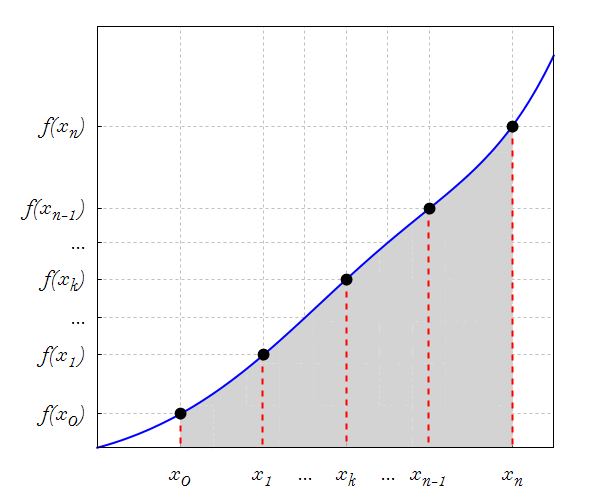 f(xₙ)
f(xₙ₋₁)
...
f(xₖ)
...
f(x₁)
f(x₀)
x₀ x₁ ... xₖ ... xₙ₋₁ xₙ